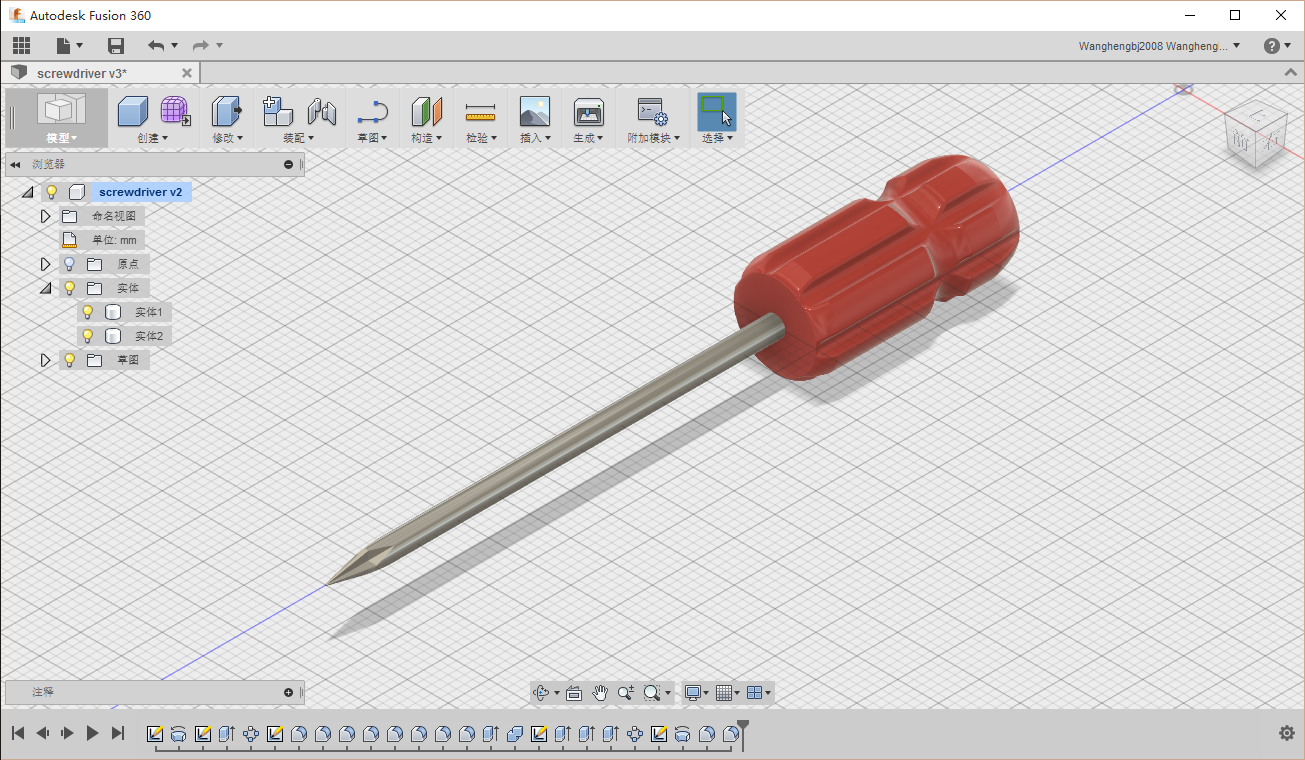 Autodesk Fusion 360
Wanghengbj2008 Wanghengl...
screwdriver v3*
模型
创建
修改
装配
草图
构造
检验
插入
生成
附加模块
选择
浏览器
screwdriver v2
命名视图
单位: mm
原点
实体
实体1
实体2
草图
注释